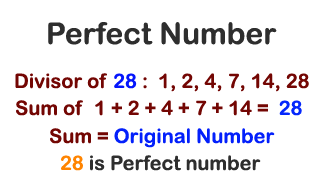 Perfect Number
Divisor of 28 : 1, 2, 4, 7, 14, 28
Sum of 1 + 2 + 4 + 7 + 14 = 28
Sum = Original Number
28 is Perfect number